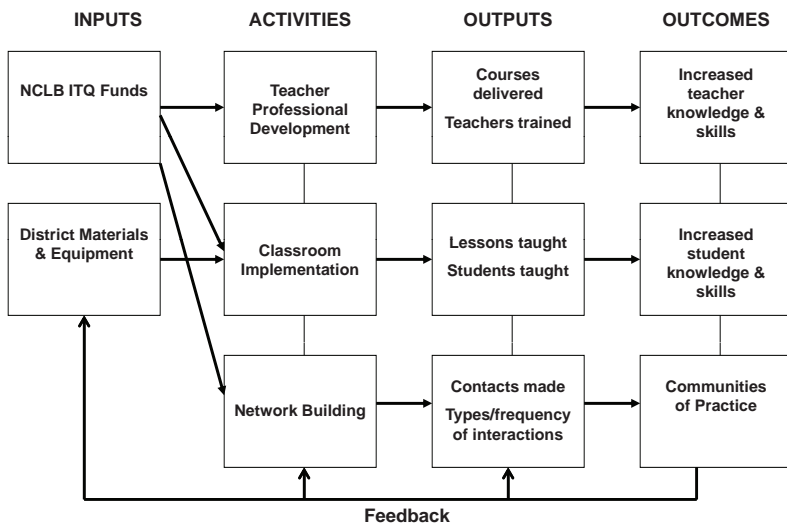 INPUTS
ACTIVITIES
OUTPUTS
OUTCOMES
NCLB ITQ Funds
Teacher
Professional
Development
Courses
delivered
Teachers trained
Increased
teacher
knowledge &
skills
District Materials
& Equipment
Classroom
Implementation
Lessons taught
Students taught
Increased
student
knowledge &
skills
Network Building
Contacts made
Types/frequency
of interactions
Communities
of Practice
Feedback